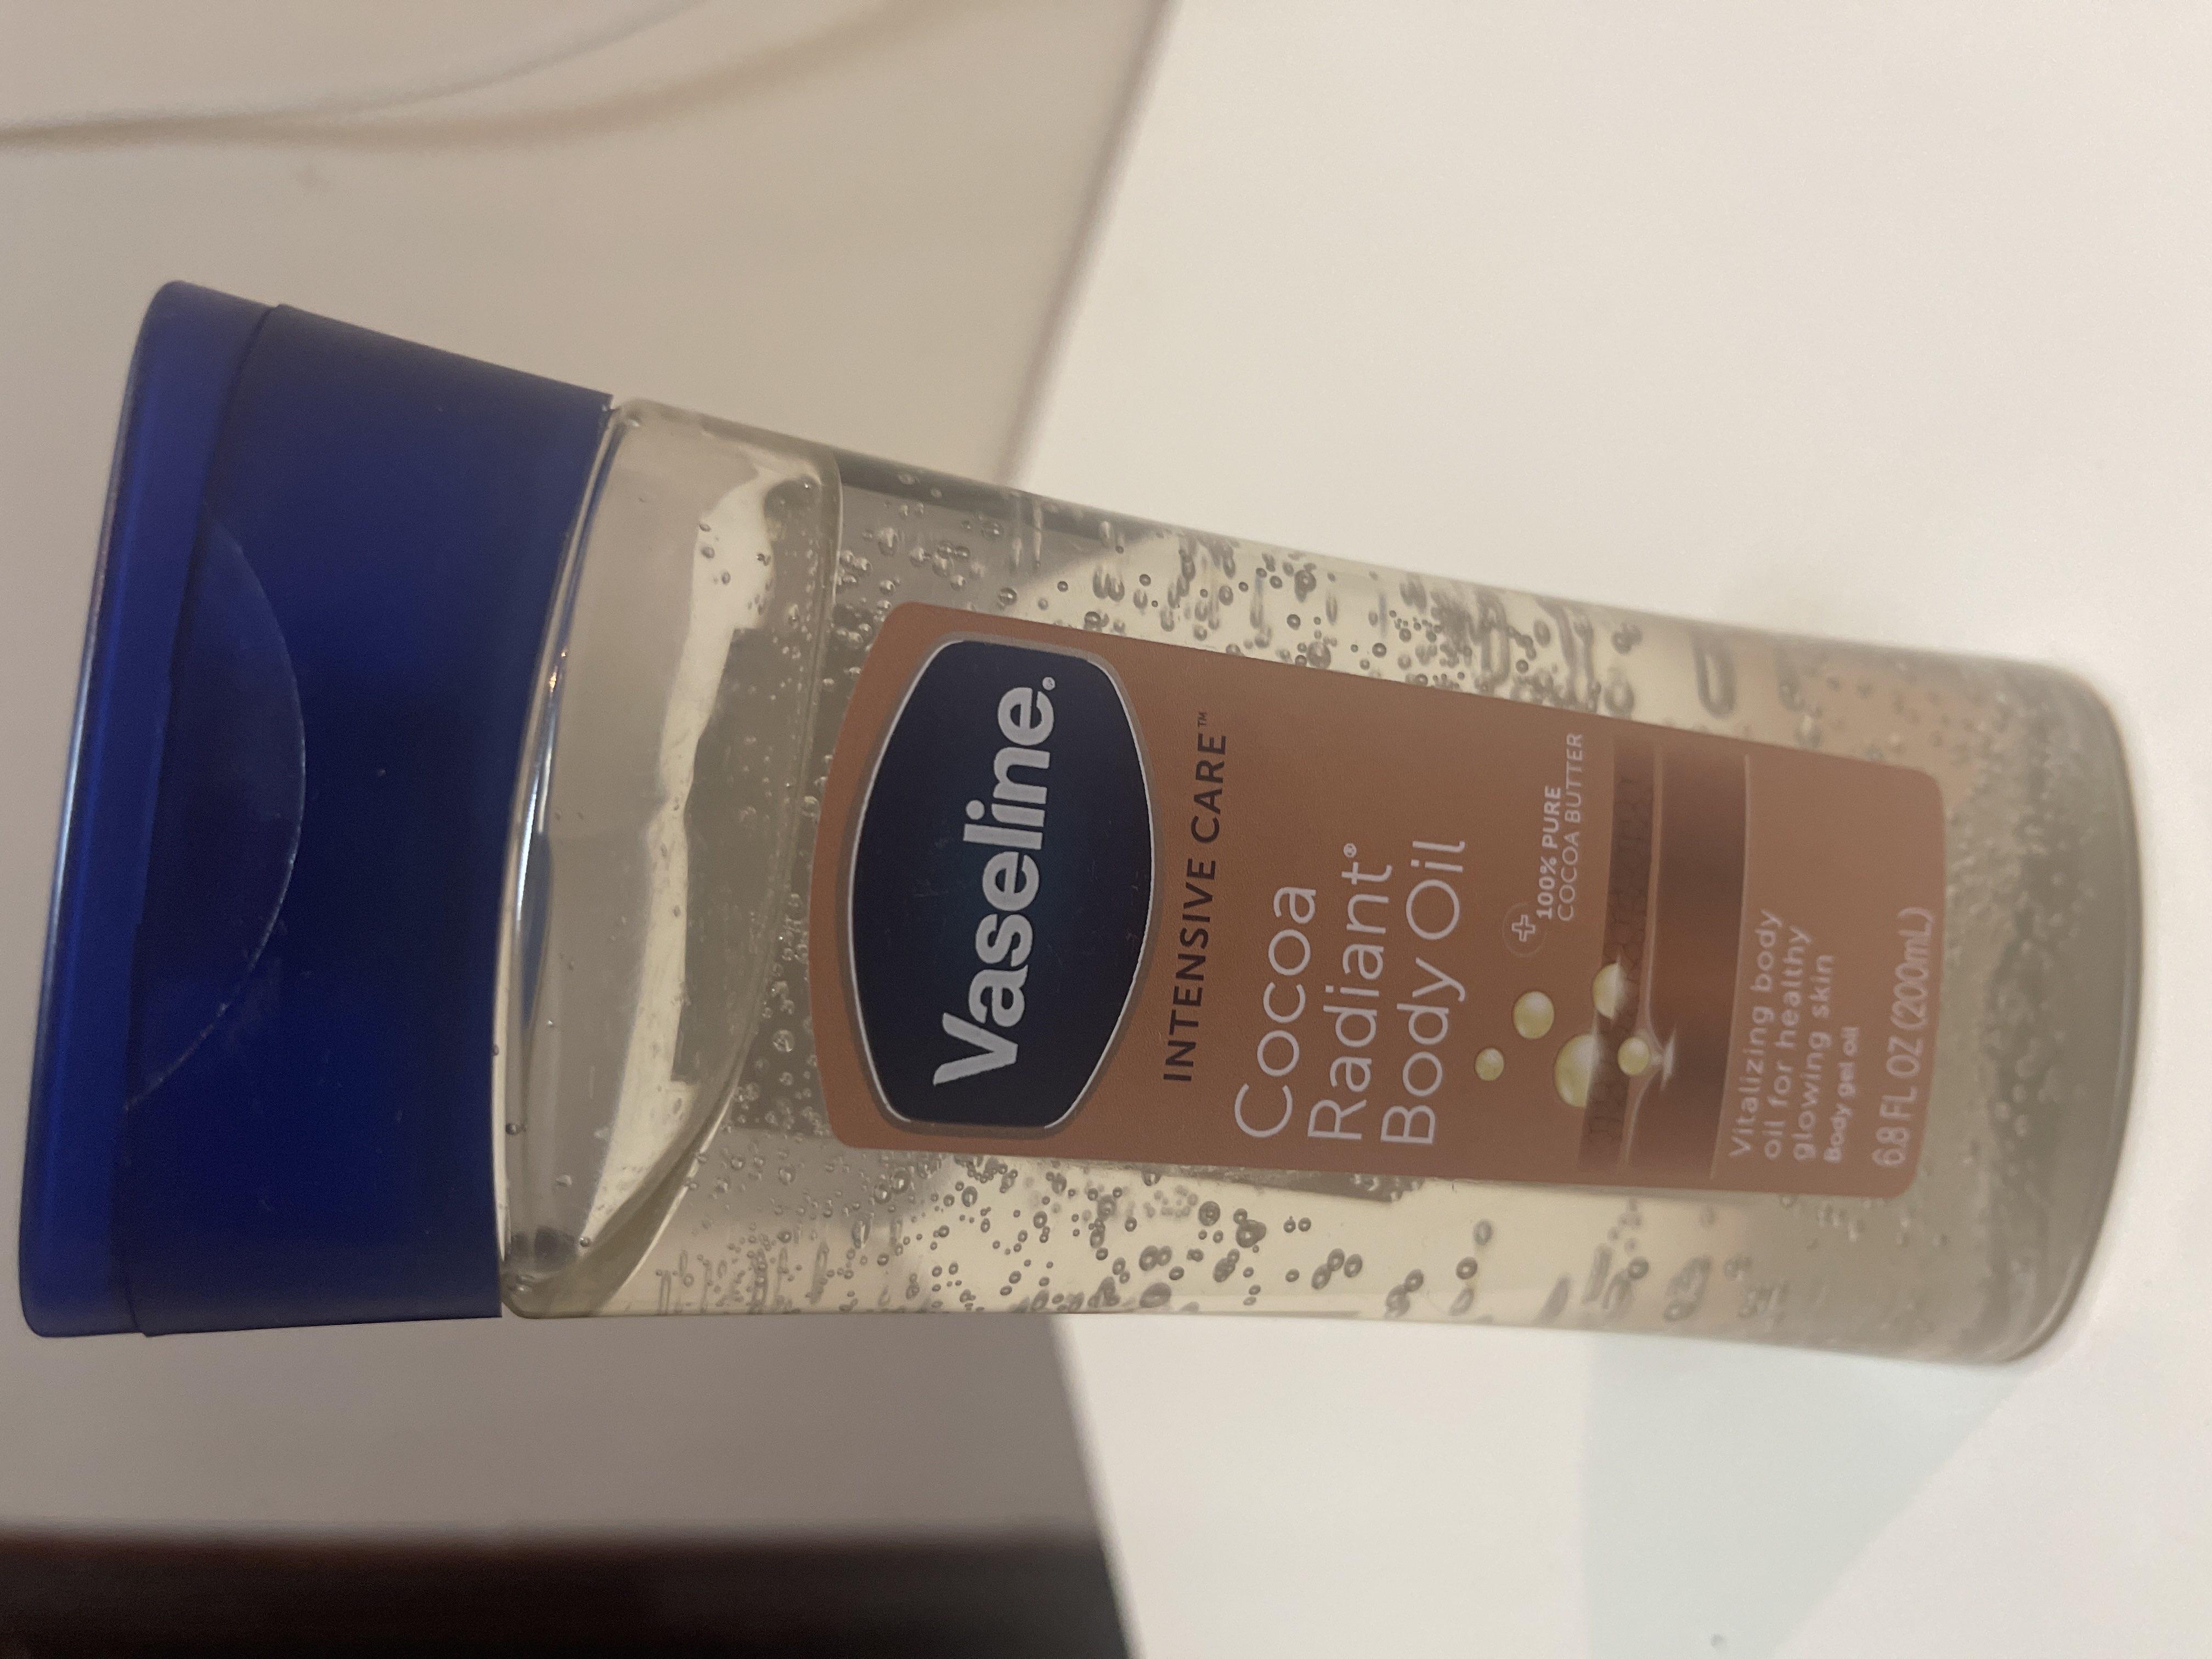 Vaseline®
INTENSIVE CARE™
Cocoa
Radiant®
Body Oil
100% PURE
COCOA BUTTER
Vitalizing body
oil for healthy
glowing skin
Body gel oil
6.8 FL OZ (200mL)